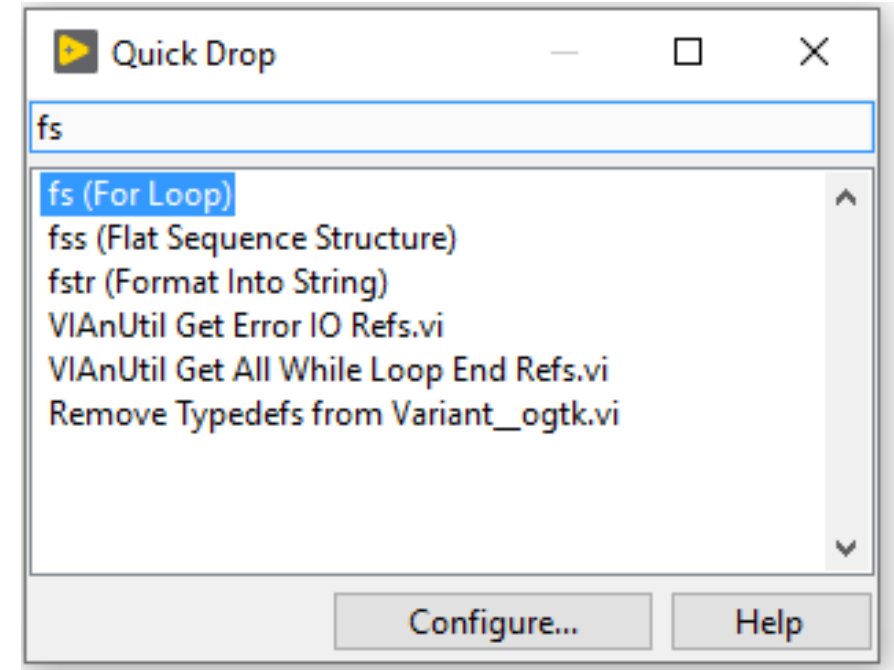 Quick Drop
fs
fs (For Loop)
fss (Flat Sequence Structure)
fstr (Format Into String)
VIAnUtil Get Error IO Refs.vi
VIAnUtil Get All While Loop End Refs.vi
Remove Typedefs from Variant__ogtk.vi
Configure... Help